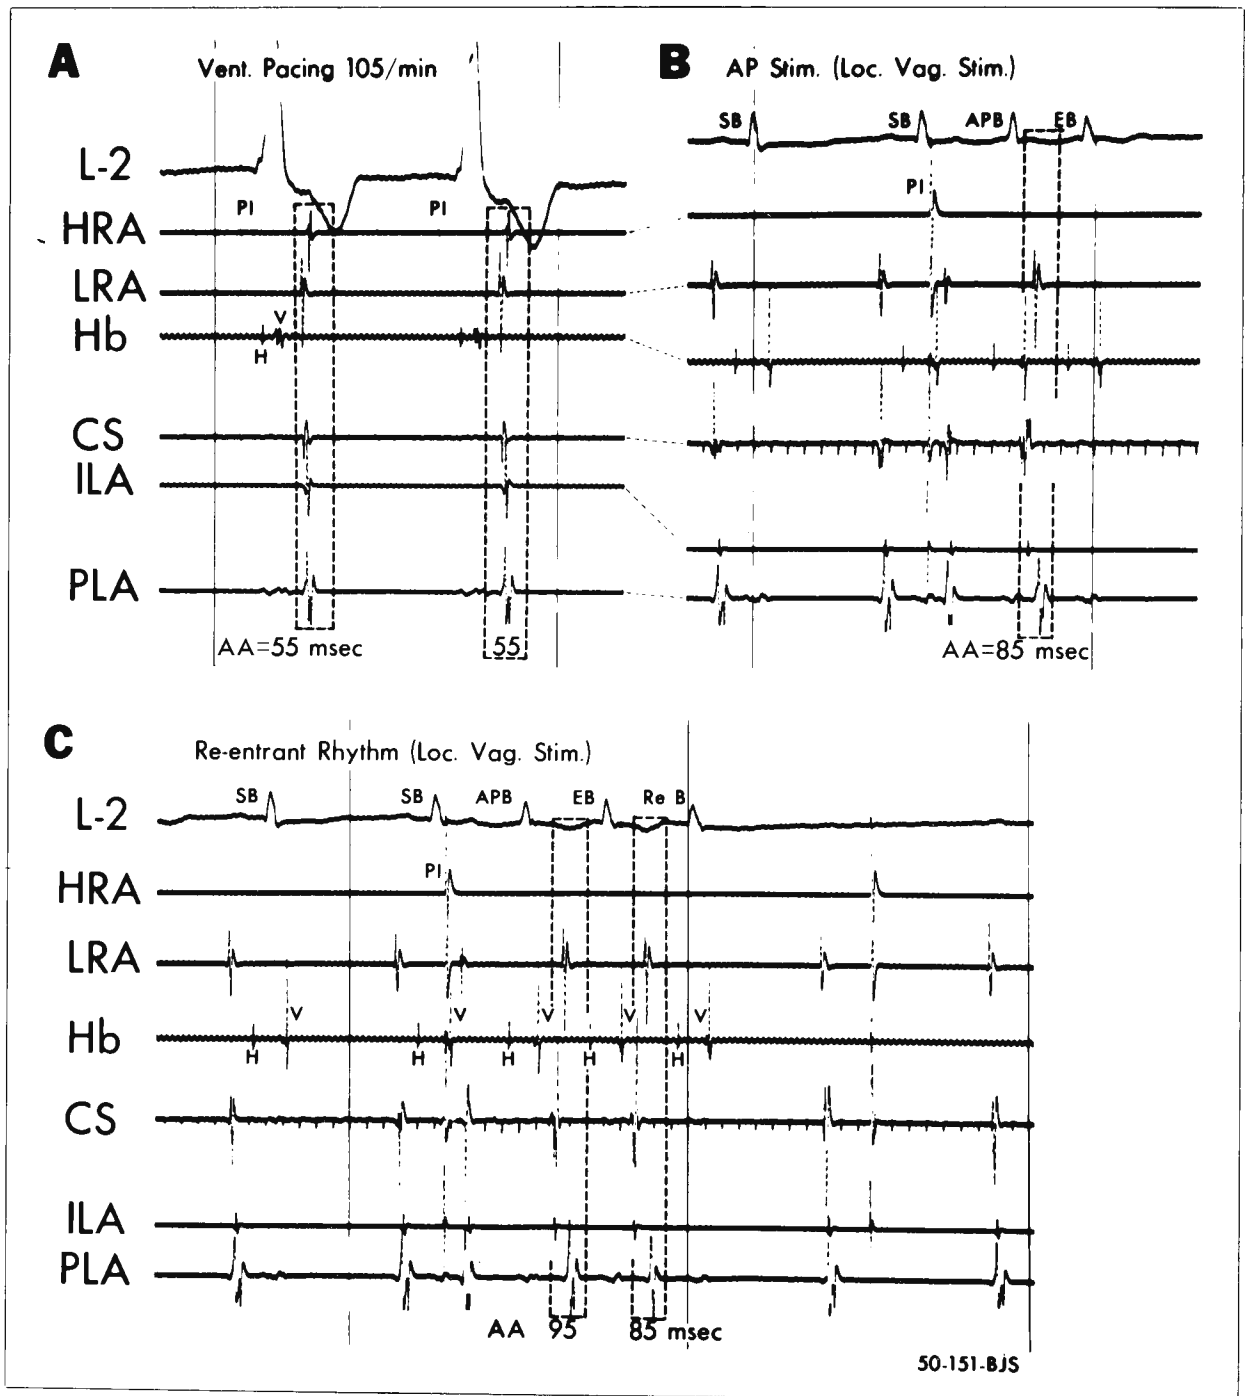 A
Vent. Pacing 105/min
L-2
PI PI
HRA
LRA
Hb
V
H
CS
ILA
PLA
AA=55 msec 55
B
AP Stim. (Loc. Vag. Stim.)
SB SB APB EB
PI
AA=85 msec
C
Re-entrant Rhythm (Loc. Vag. Stim.)
SB SB APB EB Re B
L-2
PI
HRA
LRA
V V V V V
Hb
H H H H H
CS
ILA
PLA
AA 95 85 msec
50-151-BJS